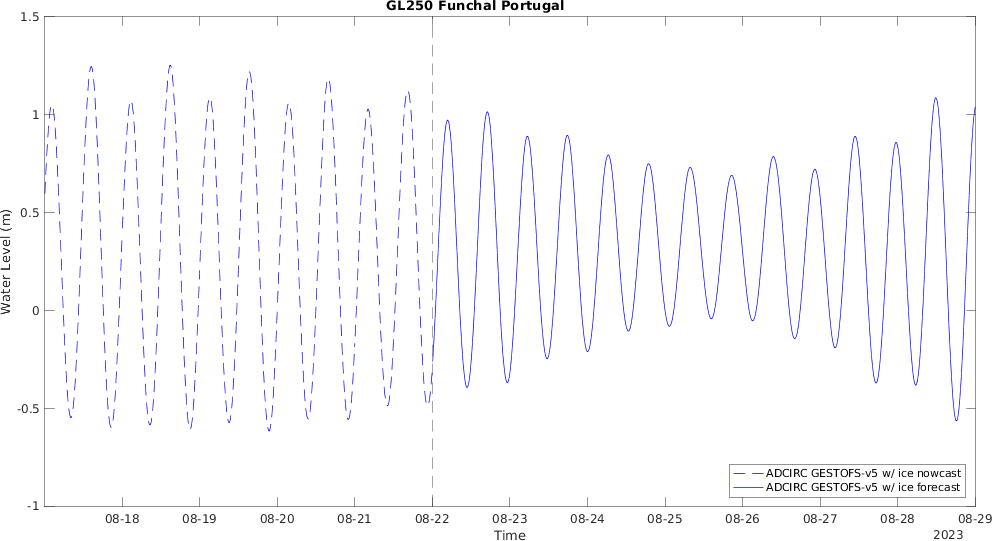 GL250 Funchal Portugal
1.5
1
0.5
0
-0.5
-1
Water Level (m)
ADCIRC GESTOFS-v5 w/ ice nowcast
ADCIRC GESTOFS-v5 w/ ice forecast
08-18 08-19 08-20 08-21 08-22 08-23 08-24 08-25 08-26 08-27 08-28 08-29
Time
2023